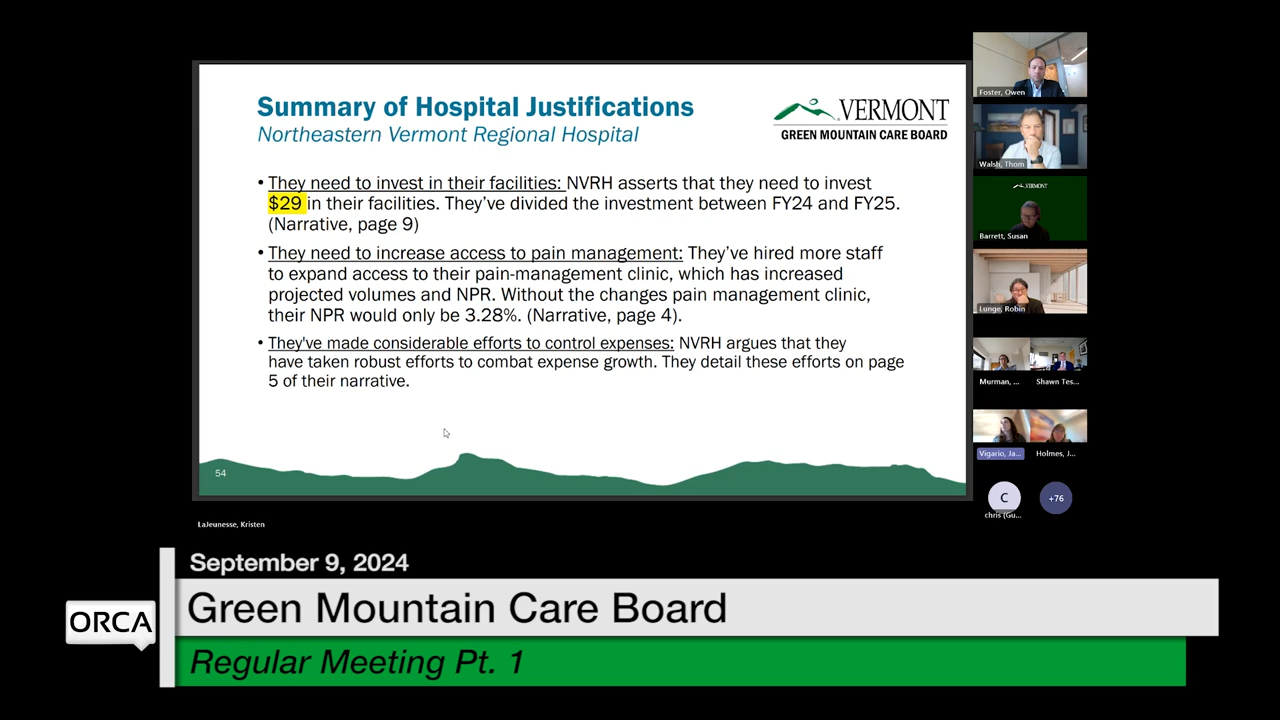 Summary of Hospital Justifications
Northeastern Vermont Regional Hospital
VERMONT
GREEN MOUNTAIN CARE BOARD
• They need to invest in their facilities: NVRH asserts that they need to invest
$29 in their facilities. They've divided the investment between FY24 and FY25.
(Narrative, page 9)
• They need to increase access to pain management: They've hired more staff
to expand access to their pain-management clinic, which has increased
projected volumes and NPR. Without the changes pain management clinic,
their NPR would only be 3.28%. (Narrative, page 4).
• They've made considerable efforts to control expenses: NVRH argues that they
have taken robust efforts to combat expense growth. They detail these efforts on page
5 of their narrative.
54
Foster, Owen
Walsh, Thom
VERMONT
Barrett, Susan
Lunge, Robin
Murman, ...
Shawn Tes...
Vigario, Ja...
Holmes, J...
C
+76
chris (Gu...
LaJeunesse, Kristen
September 9, 2024
ORCA
Green Mountain Care Board
Regular Meeting Pt. 1